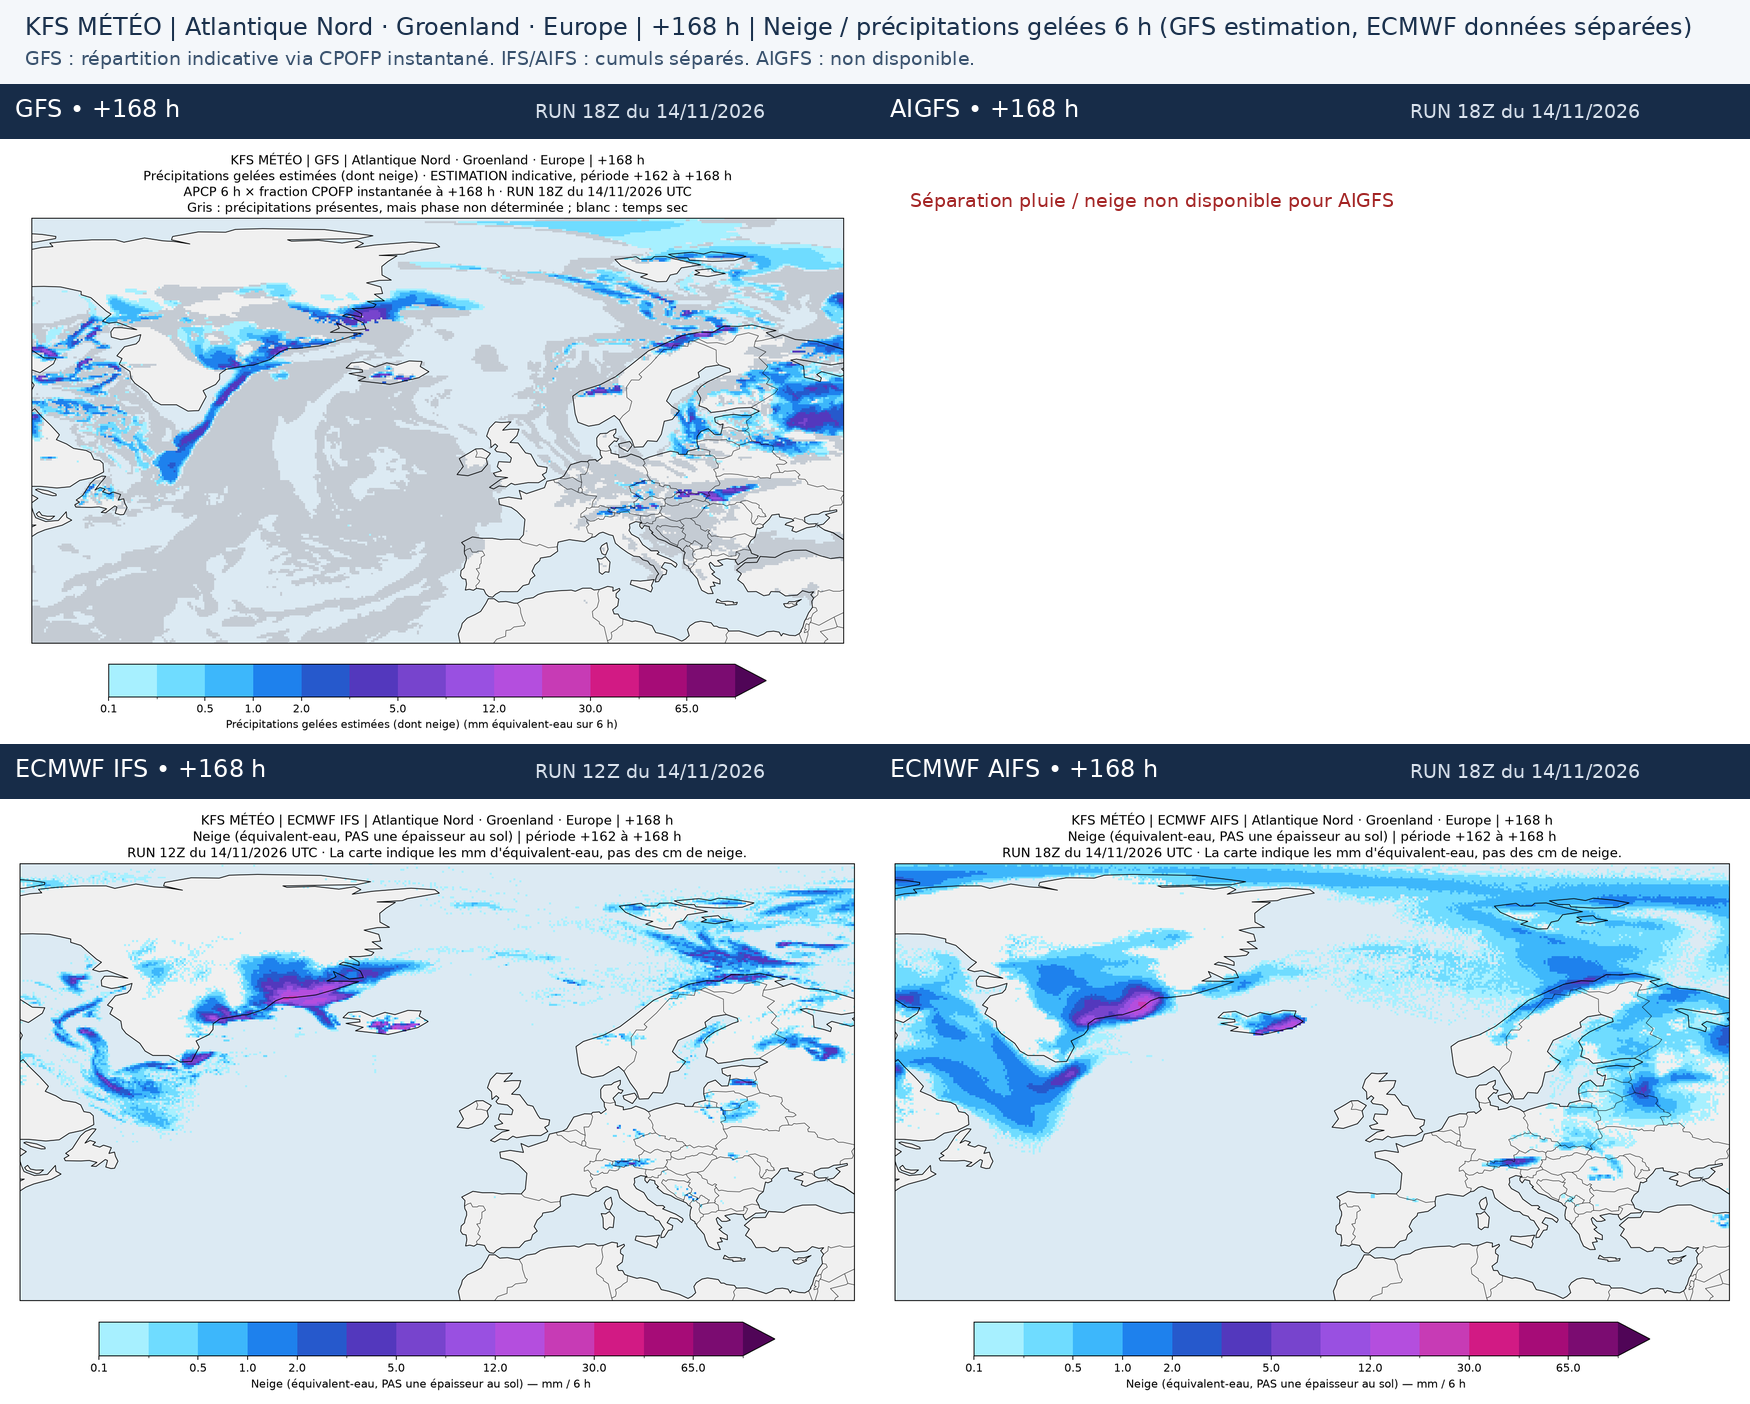 KFS MÉTÉO | Atlantique Nord · Groenland · Europe | +168 h | Neige / précipitations gelées 6 h (GFS estimation, ECMWF données séparées)
GFS : répartition indicative via CPOFP instantané. IFS/AIFS : cumuls séparés. AIGFS : non disponible.
GFS • +168 h
RUN 18Z du 14/11/2026
AIGFS • +168 h
RUN 18Z du 14/11/2026
KFS MÉTÉO | GFS | Atlantique Nord · Groenland · Europe | +168 h
Précipitations gelées estimées (dont neige) · ESTIMATION indicative, période +162 à +168 h
APCP 6 h × fraction CPOFP instantanée à +168 h · RUN 18Z du 14/11/2026 UTC
Gris : précipitations présentes, mais phase non déterminée ; blanc : temps sec
Séparation pluie / neige non disponible pour AIGFS
0.1 0.5 1.0 2.0 5.0 12.0 30.0 65.0
Précipitations gelées estimées (dont neige) (mm équivalent-eau sur 6 h)
ECMWF IFS • +168 h
RUN 12Z du 14/11/2026
ECMWF AIFS • +168 h
RUN 18Z du 14/11/2026
KFS MÉTÉO | ECMWF IFS | Atlantique Nord · Groenland · Europe | +168 h
Neige (équivalent-eau, PAS une épaisseur au sol) | période +162 à +168 h
RUN 12Z du 14/11/2026 UTC · La carte indique les mm d'équivalent-eau, pas des cm de neige.
0.1 0.5 1.0 2.0 5.0 12.0 30.0 65.0
Neige (équivalent-eau, PAS une épaisseur au sol) — mm / 6 h
KFS MÉTÉO | ECMWF AIFS | Atlantique Nord · Groenland · Europe | +168 h
Neige (équivalent-eau, PAS une épaisseur au sol) | période +162 à +168 h
RUN 18Z du 14/11/2026 UTC · La carte indique les mm d'équivalent-eau, pas des cm de neige.
0.1 0.5 1.0 2.0 5.0 12.0 30.0 65.0
Neige (équivalent-eau, PAS une épaisseur au sol) — mm / 6 h